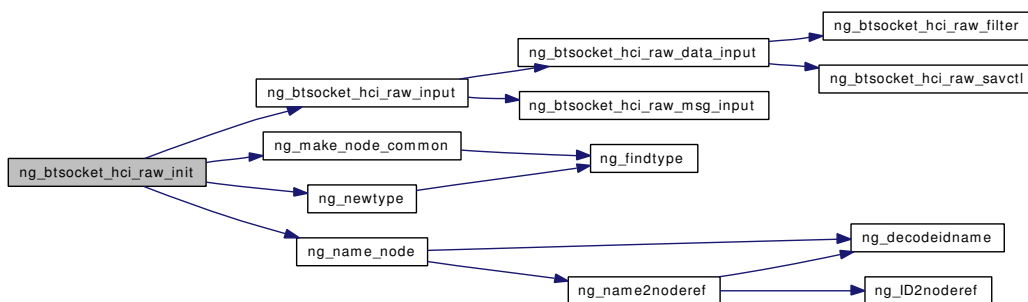 ng_btsocket_hci_raw_filter
ng_btsocket_hci_raw_data_input
ng_btsocket_hci_raw_savctl
ng_btsocket_hci_raw_input
ng_btsocket_hci_raw_msg_input
ng_make_node_common
ng_findtype
ng_btsocket_hci_raw_init
ng_newtype
ng_decodeidname
ng_name_node
ng_name2noderef
ng_ID2noderef